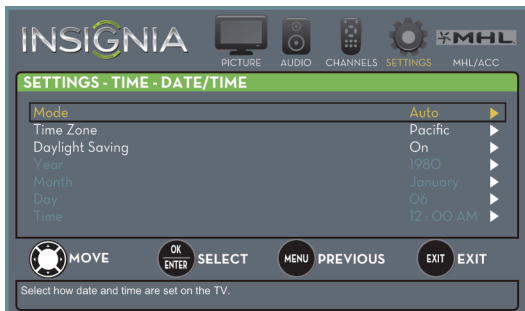 INSIGNIA
PICTURE AUDIO CHANNELS SETTINGS MHL/ACC
MHL
SETTINGS - TIME - DATE/TIME
Mode Auto
Time Zone Pacific
Daylight Saving On
Year 1980
Month January
Day 06
Time 12 : 00 AM
MOVE OK ENTER SELECT MENU PREVIOUS EXIT EXIT
Select how date and time are set on the TV.